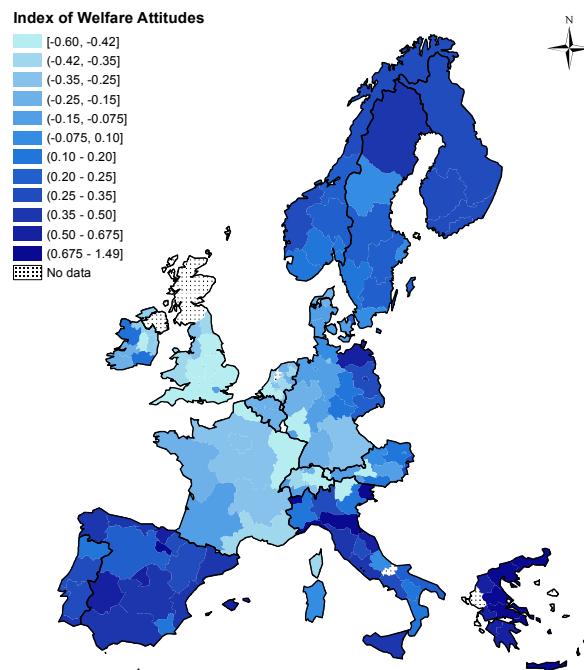 Index of Welfare Attitudes
N
[-0.60, -0.42]
(-0.42, -0.35]
(-0.35, -0.25]
(-0.25, -0.15]
(-0.15, -0.075]
(-0.075, 0.10]
(0.10 - 0.20]
(0.20 - 0.25]
(0.25 - 0.35]
(0.35 - 0.50]
(0.50 - 0.675]
(0.675 - 1.49]
No data